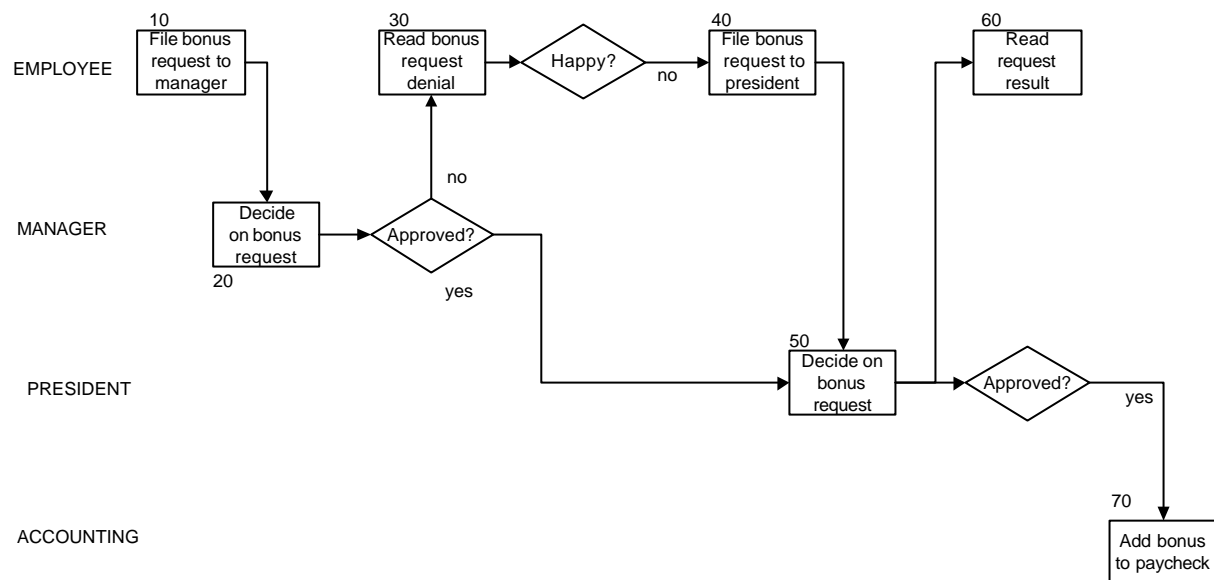 10
30
40
60
EMPLOYEE
File bonus
request to
manager
Read bonus
request
denial
Happy?
no
File bonus
request to
president
Read
request
result
no
MANAGER
Decide
on bonus
request
Approved?
20
yes
50
PRESIDENT
Decide on
bonus
request
Approved?
yes
70
ACCOUNTING
Add bonus
to paycheck